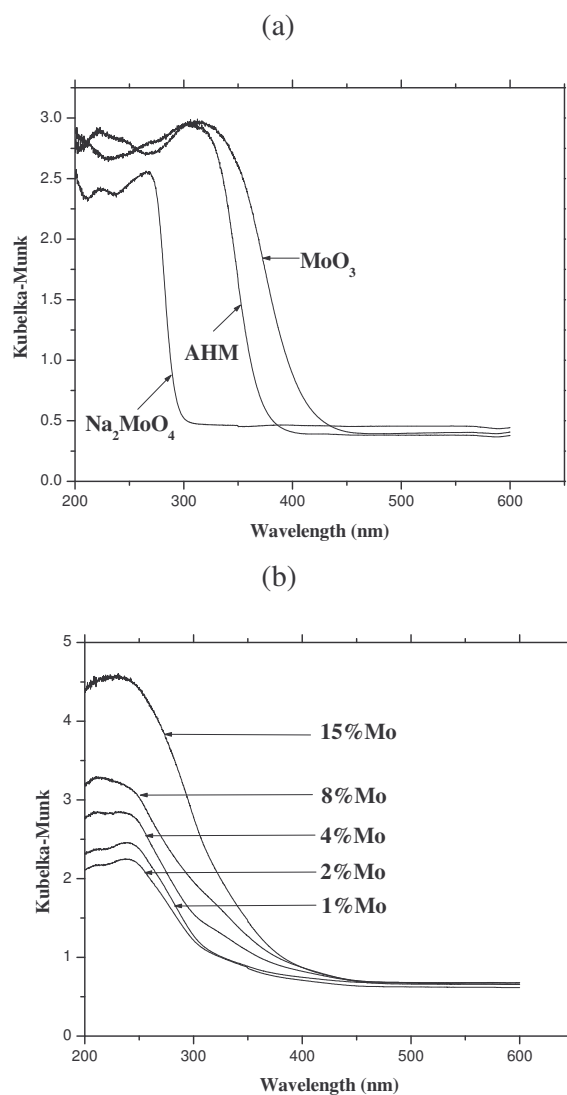 (a)
3.0
2.5
2.0
1.5
1.0
0.5
0.0
Kubelka-Munk
MoO₃
AHM
Na₂MoO₄
200 300 400 500 600
Wavelength (nm)
(b)
5
4
3
2
1
0
Kubelka-Munk
15%Mo
8%Mo
4%Mo
2%Mo
1%Mo
200 300 400 500 600
Wavelength (nm)